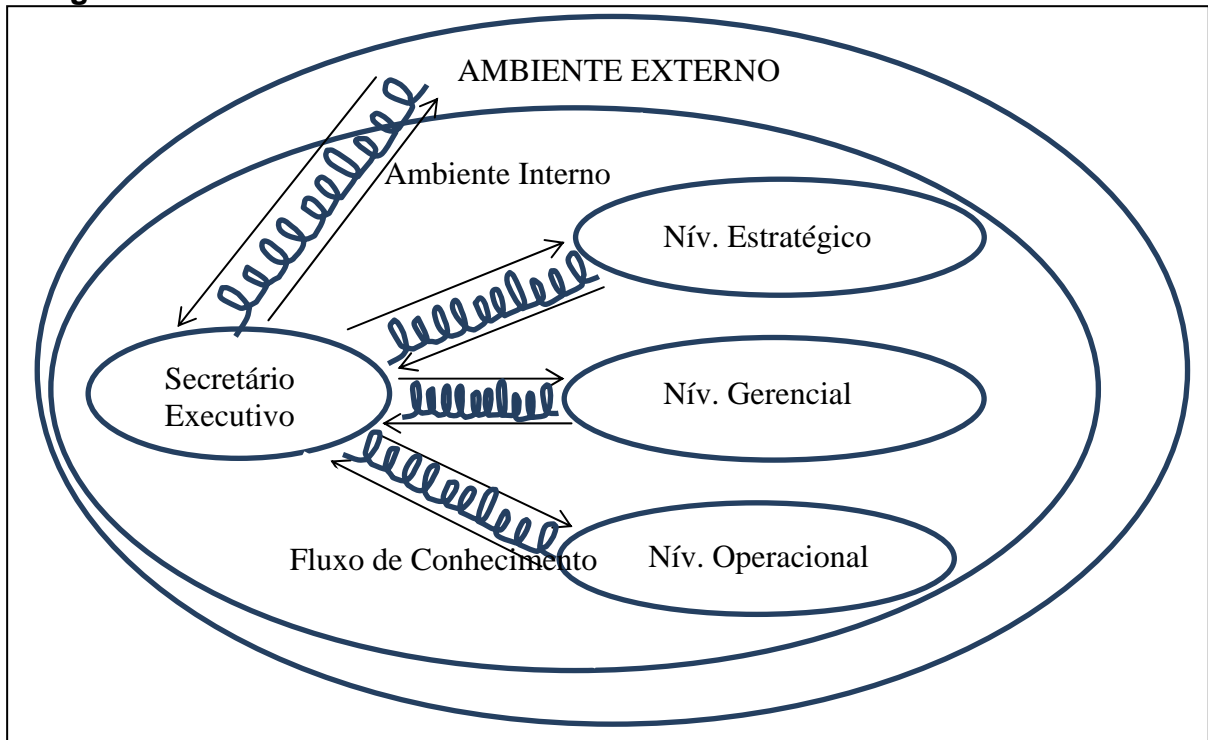 AMBIENTE EXTERNO
Ambiente Interno
Nív. Estratégico
Secretário
Executivo
Nív. Gerencial
Nív. Operacional
Fluxo de Conhecimento